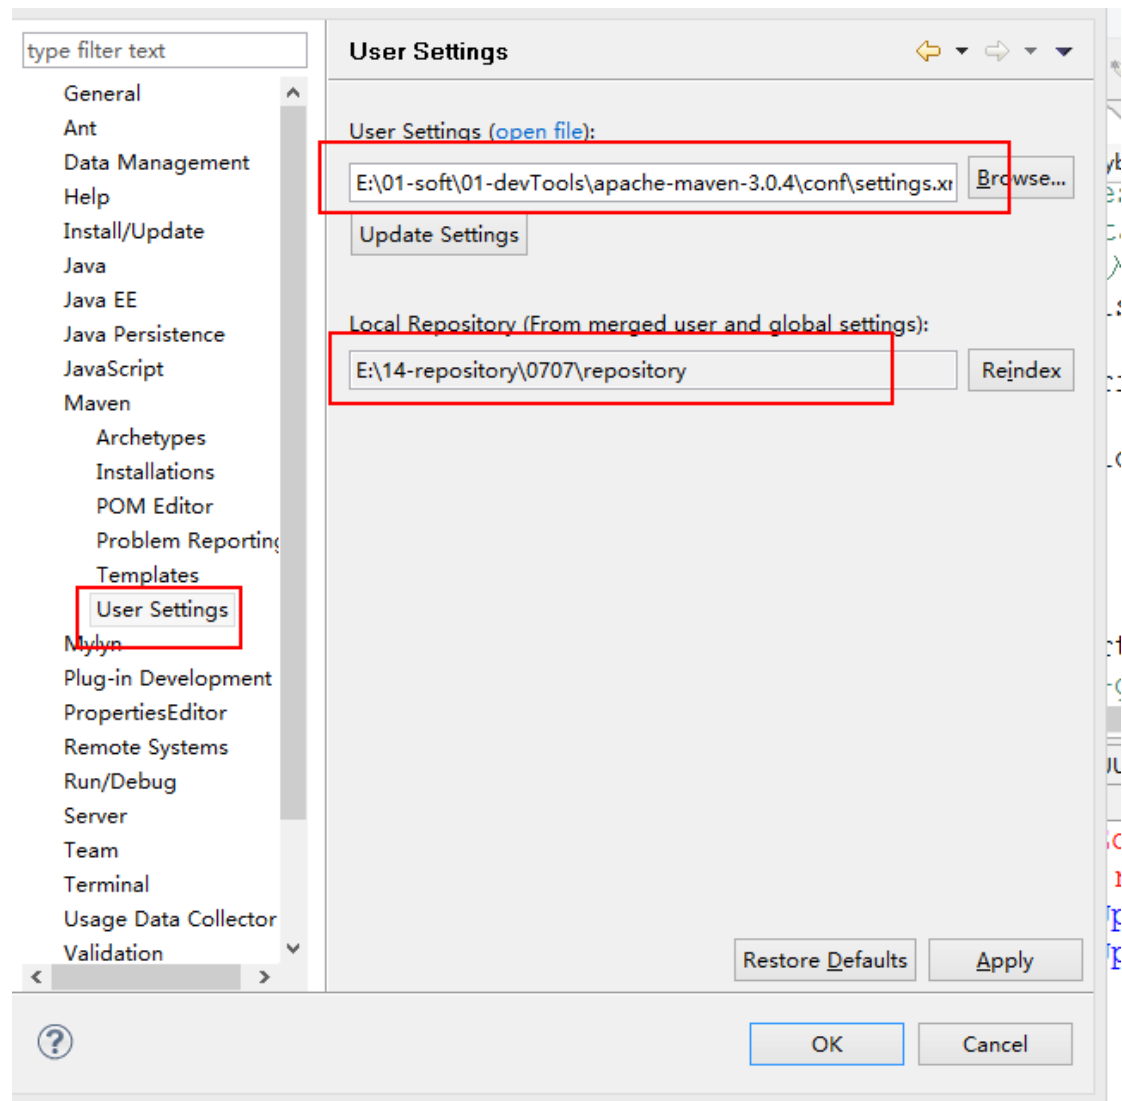 type filter text
General
Ant
Data Management
Help
Install/Update
Java
Java EE
Java Persistence
JavaScript
Maven
Archetypes
Installations
POM Editor
Problem Reporting
Templates
User Settings
Mylyn
Plug-in Development
PropertiesEditor
Remote Systems
Run/Debug
Server
Team
Terminal
Usage Data Collector
Validation
User Settings
User Settings (open file):
E:\01-soft\01-devTools\apache-maven-3.0.4\conf\settings.xm
Browse...
Update Settings
Local Repository (From merged user and global settings):
E:\14-repository\0707\repository
Reindex
Restore Defaults
Apply
OK
Cancel